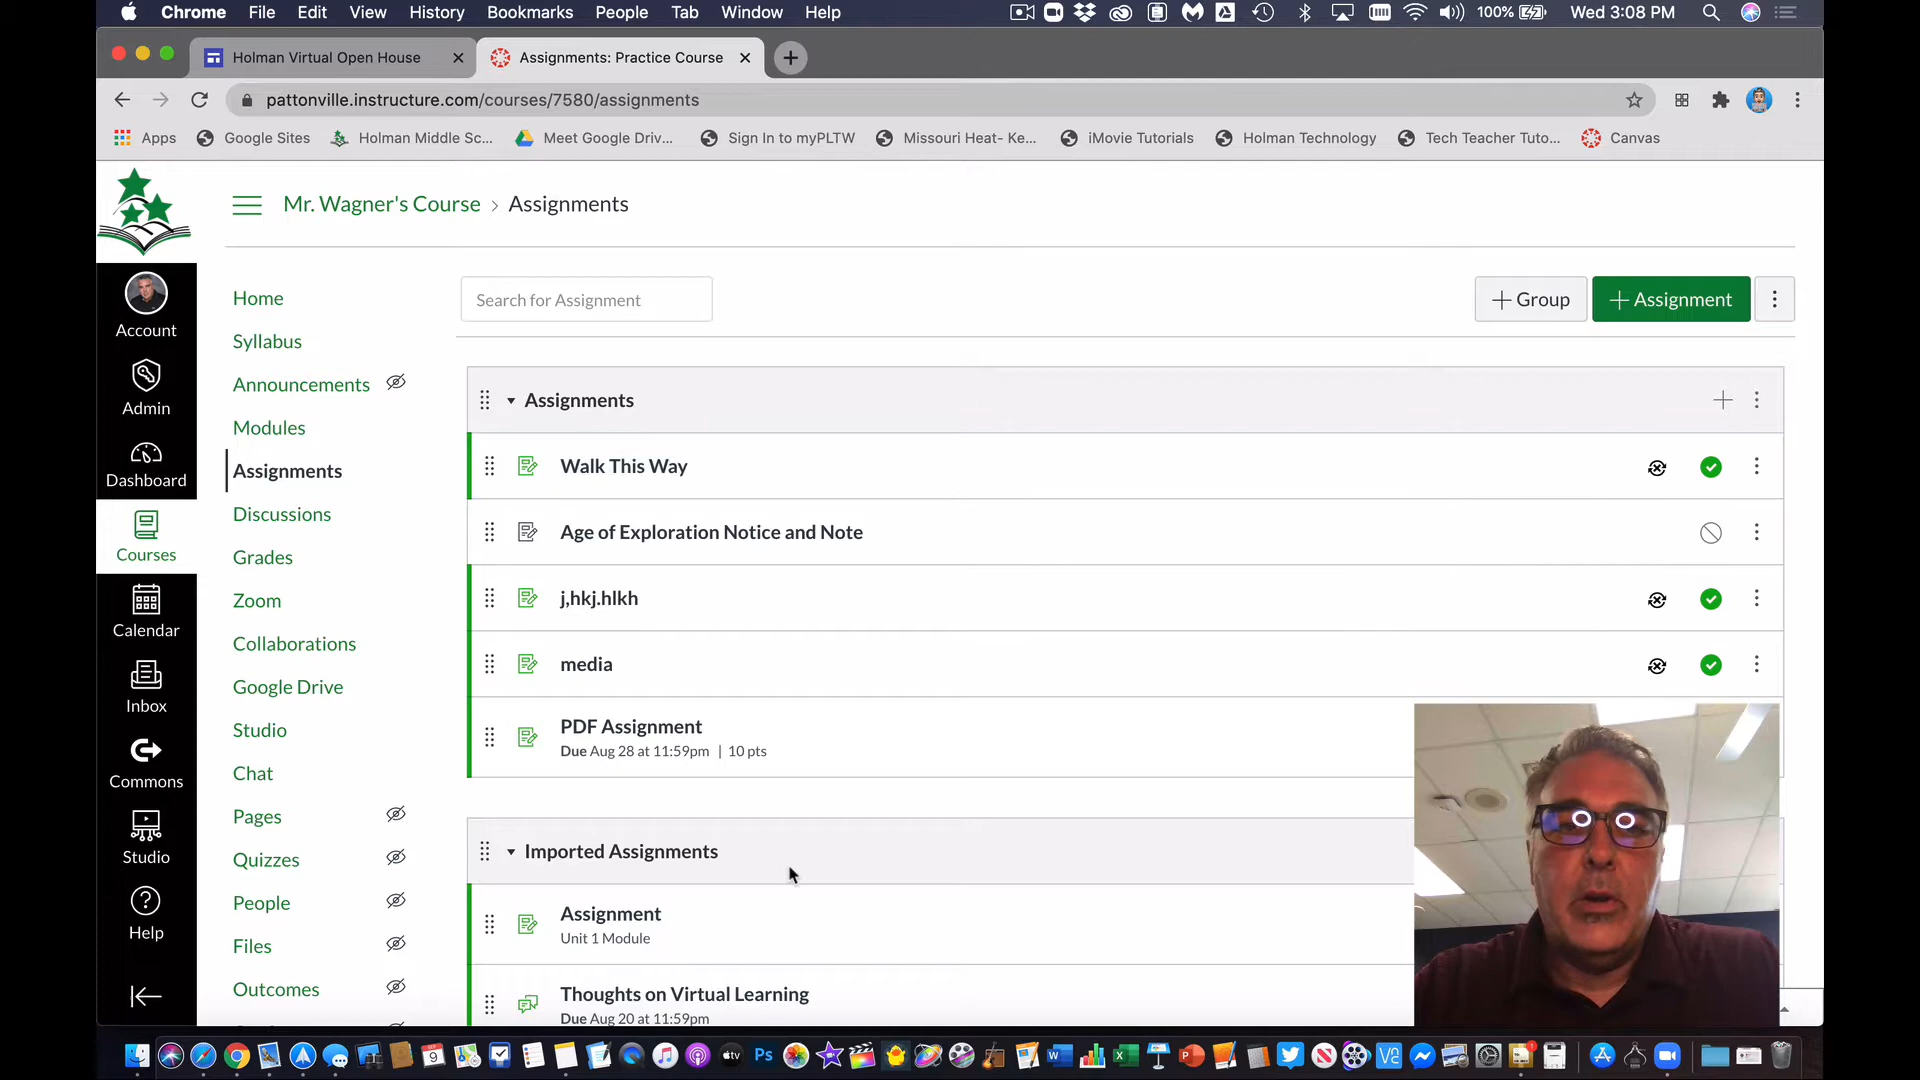 Chrome File Edit View History Bookmarks People Tab Window Help 100% Wed 3:08 PM
Holman Virtual Open House Assignments: Practice Course
pattonville.instructure.com/courses/7580/assignments
Apps Google Sites Holman Middle Sc... Meet Google Driv... Sign In to myPLTW Missouri Heat- Ke... iMovie Tutorials Holman Technology Tech Teacher Tuto... Canvas
Mr. Wagner's Course > Assignments
Account
Admin
Dashboard
Courses
Calendar
Inbox
Commons
Studio
Help
Home
Syllabus
Announcements
Modules
Assignments
Discussions
Grades
Zoom
Collaborations
Google Drive
Studio
Chat
Pages
Quizzes
People
Files
Outcomes
Search for Assignment
+ Group + Assignment
Assignments
Walk This Way
Age of Exploration Notice and Note
j,hkj.hlkh
media
PDF Assignment
Due Aug 28 at 11:59pm | 10 pts
Imported Assignments
Assignment
Unit 1 Module
Thoughts on Virtual Learning
Due Aug 20 at 11:59pm